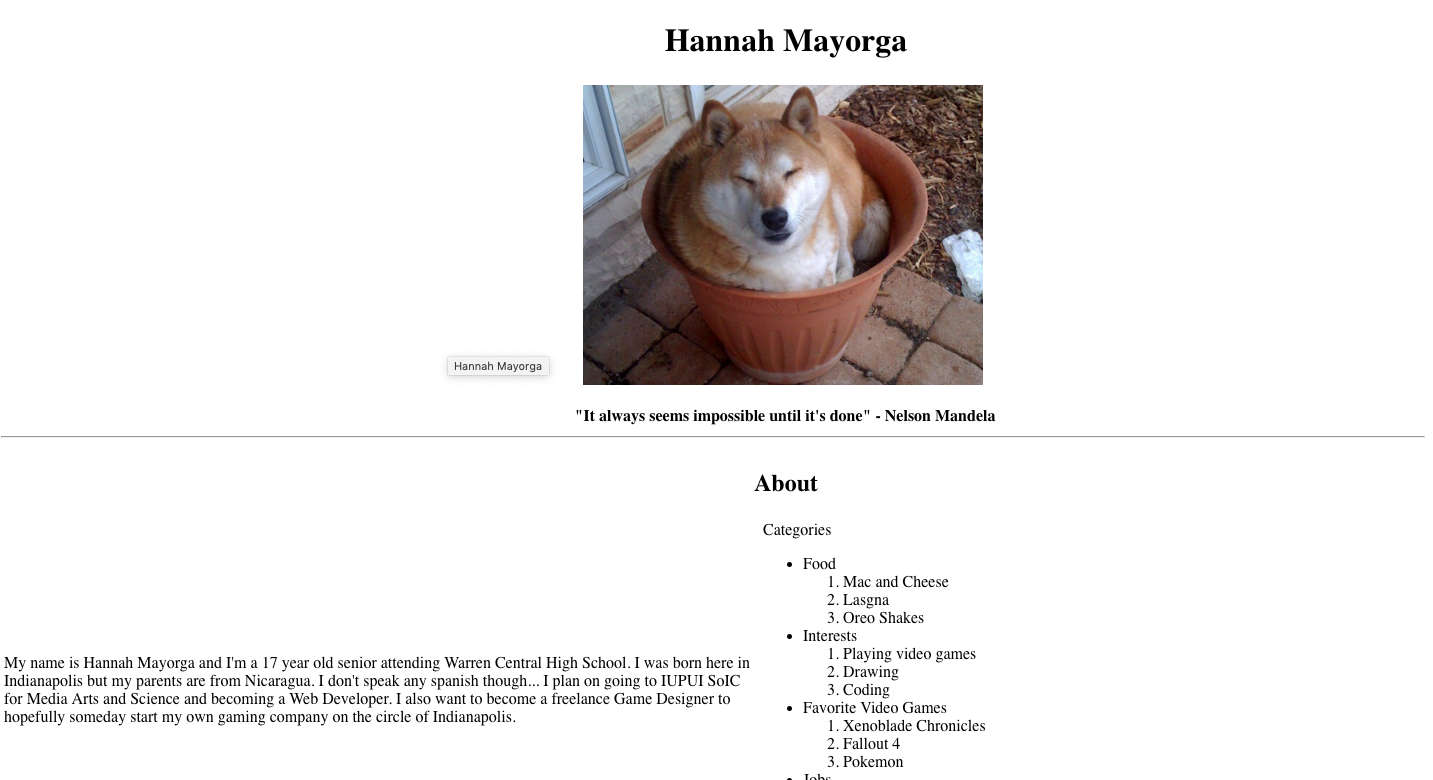 Hannah Mayorga
Hannah Mayorga
"It always seems impossible until it's done" - Nelson Mandela
About
My name is Hannah Mayorga and I'm a 17 year old senior attending Warren Central High School. I was born here in
Indianapolis but my parents are from Nicaragua. I don't speak any spanish though... I plan on going to IUPUI SoIC
for Media Arts and Science and becoming a Web Developer. I also want to become a freelance Game Designer to
hopefully someday start my own gaming company on the circle of Indianapolis.
Categories
• Food
1. Mac and Cheese
2. Lasgna
3. Oreo Shakes
• Interests
1. Playing video games
2. Drawing
3. Coding
• Favorite Video Games
1. Xenoblade Chronicles
2. Fallout 4
3. Pokemon
• Jobs